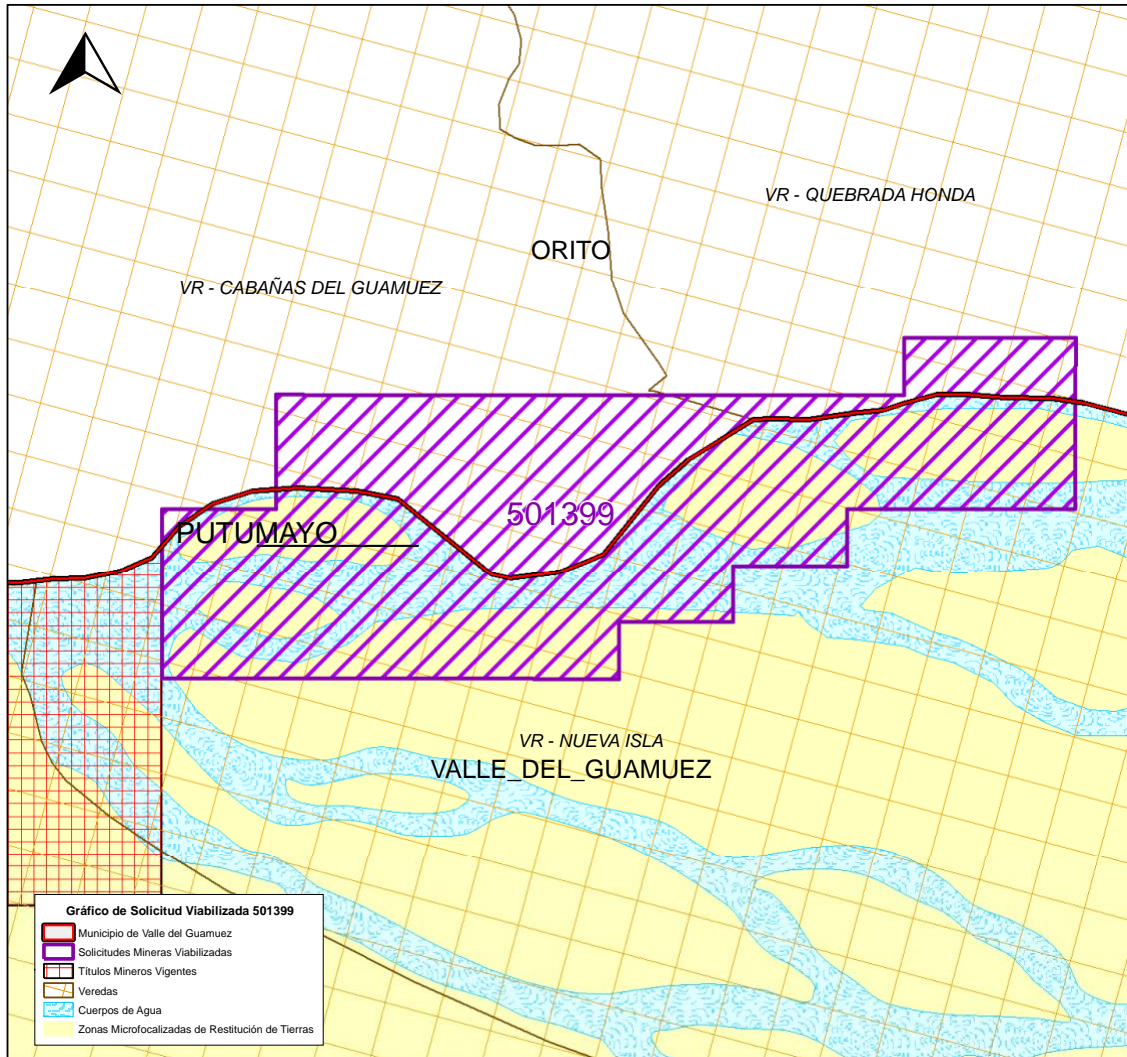 VR - QUEBRADA HONDA
ORITO
VR - CABAÑAS DEL GUAMUEZ
501399
PUTUMAYO
VR - NUEVA ISLA
VALLE_DEL_GUAMUEZ
Gráfico de Solicitud Viabilizada 501399
Municipio de Valle del Guamuez
Solicitudes Mineras Viabilizadas
Títulos Mineros Vigentes
Veredas
Cuerpos de Agua
Zonas Microfocalizadas de Restitución de Tierras